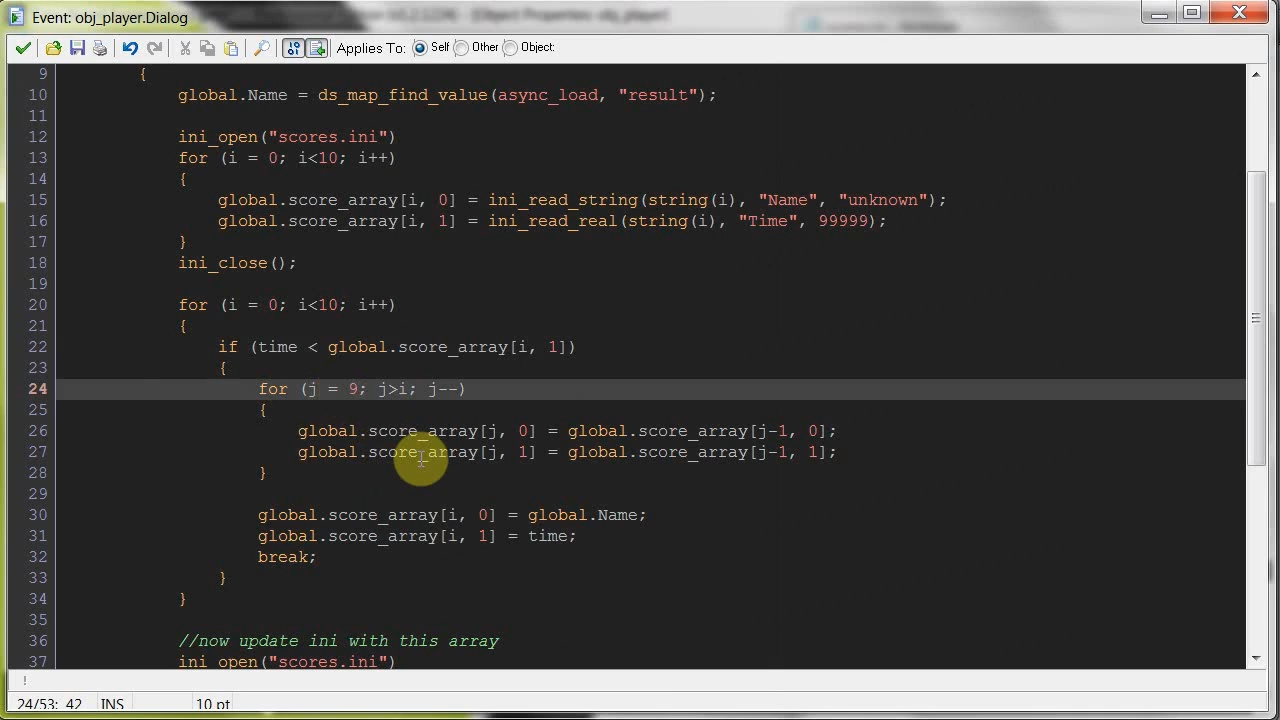 Event: obj_player.Dialog
Applies To: Self Other Object:
9 {
10 global.Name = ds_map_find_value(async_load, "result");
11
12 ini_open("scores.ini")
13 for (i = 0; i<10; i++)
14 {
15 global.score_array[i, 0] = ini_read_string(string(i), "Name", "unknown");
16 global.score_array[i, 1] = ini_read_real(string(i), "Time", 99999);
17 }
18 ini_close();
19
20 for (i = 0; i<10; i++)
21 {
22 if (time < global.score_array[i, 1])
23 {
24 for (j = 9; j>i; j--)
25 {
26 global.score_array[j, 0] = global.score_array[j-1, 0];
27 global.score_array[j, 1] = global.score_array[j-1, 1];
28 }
29
30 global.score_array[i, 0] = global.Name;
31 global.score_array[i, 1] = time;
32 break;
33 }
34 }
35
36 //now update ini with this array
37 ini_open("scores.ini")
!
24/53: 42 INS 10 pt